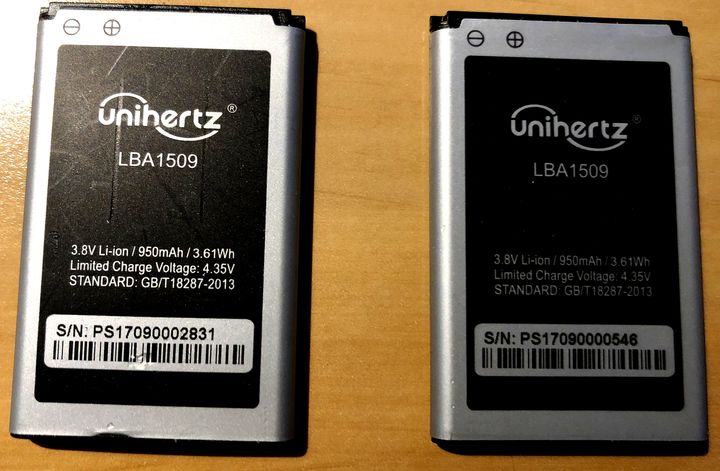 ⊖ ⊕
unihertz®
LBA1509
3.8V Li-ion / 950mAh / 3.61Wh
Limited Charge Voltage: 4.35V
STANDARD: GB/T18287-2013
S/N: PS17090002831
⊖ ⊕
unihertz®
LBA1509
3.8V Li-ion / 950mAh / 3.61Wh
Limited Charge Voltage: 4.35V
STANDARD: GB/T18287-2013
S/N: PS17090000546